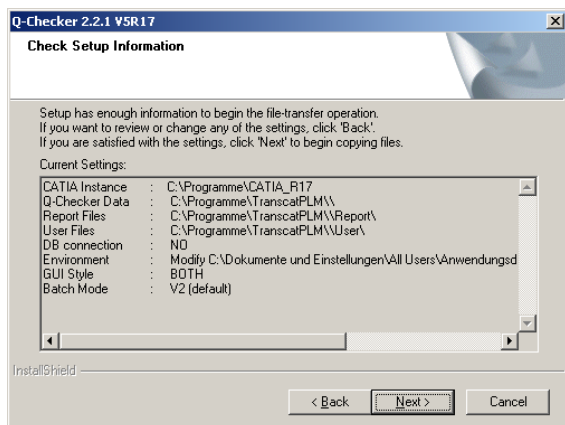 Q-Checker 2.2.1 V5R17
Check Setup Information
Setup has enough information to begin the file-transfer operation.
If you want to review or change any of the settings, click 'Back'.
If you are satisfied with the settings, click 'Next' to begin copying files.
Current Settings:
CATIA Instance : C:\Programme\CATIA_R17
Q-Checker Data : C:\Programme\TranscatPLM\\
Report Files : C:\Programme\TranscatPLM\\Report\
User Files : C:\Programme\TranscatPLM\\User\
DB connection : NO
Environment : Modify C:\Dokumente und Einstellungen\All Users\Anwendungsd
GUI Style : BOTH
Batch Mode : V2 (default)
InstallShield
< Back Next > Cancel